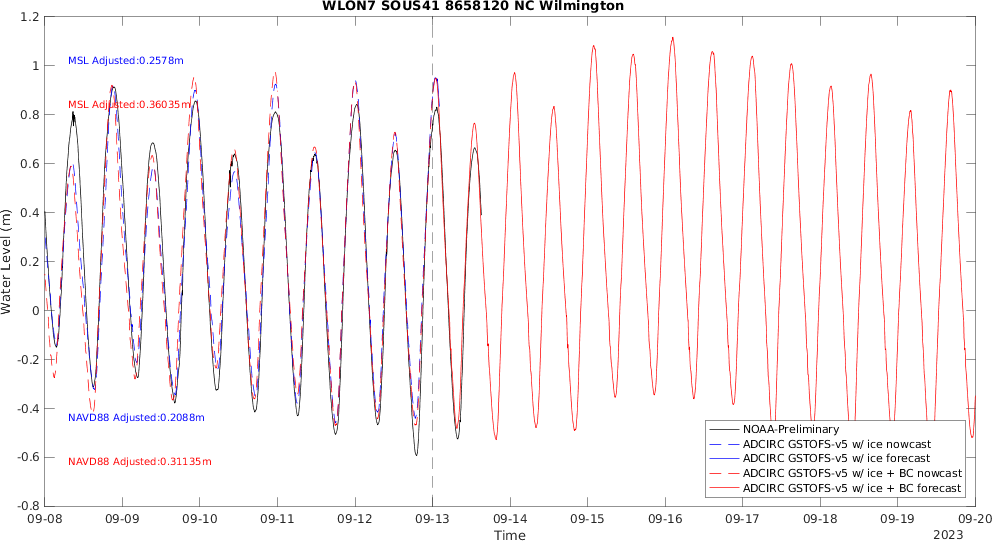 WLON7 SOUS41 8658120 NC Wilmington
1.2
1
0.8
0.6
0.4
0.2
0
-0.2
-0.4
-0.6
-0.8
Water Level (m)
MSL Adjusted:0.2578m
MSL Adjusted:0.36035m
NAVD88 Adjusted:0.2088m
NAVD88 Adjusted:0.31135m
NOAA-Preliminary
ADCIRC GSTOFS-v5 w/ ice nowcast
ADCIRC GSTOFS-v5 w/ ice forecast
ADCIRC GSTOFS-v5 w/ ice + BC nowcast
ADCIRC GSTOFS-v5 w/ ice + BC forecast
09-08 09-09 09-10 09-11 09-12 09-13 09-14 09-15 09-16 09-17 09-18 09-19 09-20
Time
2023